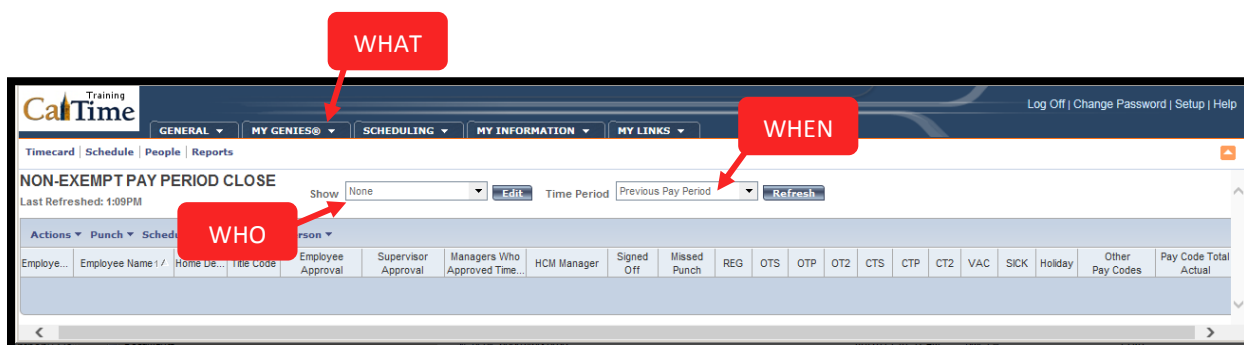 WHAT
Training
CalTime
Log Off | Change Password | Setup | Help
GENERAL MY GENIES® SCHEDULING MY INFORMATION MY LINKS
WHEN
Timecard | Schedule | People | Reports
NON-EXEMPT PAY PERIOD CLOSE
Show None Edit Time Period Previous Pay Period Refresh
Last Refreshed: 1:09PM
WHO
Actions Punch Sched rson
Employe... Employee Name 1 Home De... Title Code Employee Approval Supervisor Approval Managers Who Approved Time... HCM Manager Signed Off Missed Punch REG OTS OTP OT2 CTS CTP CT2 VAC SICK Holiday Other Pay Codes Pay Code Total Actual